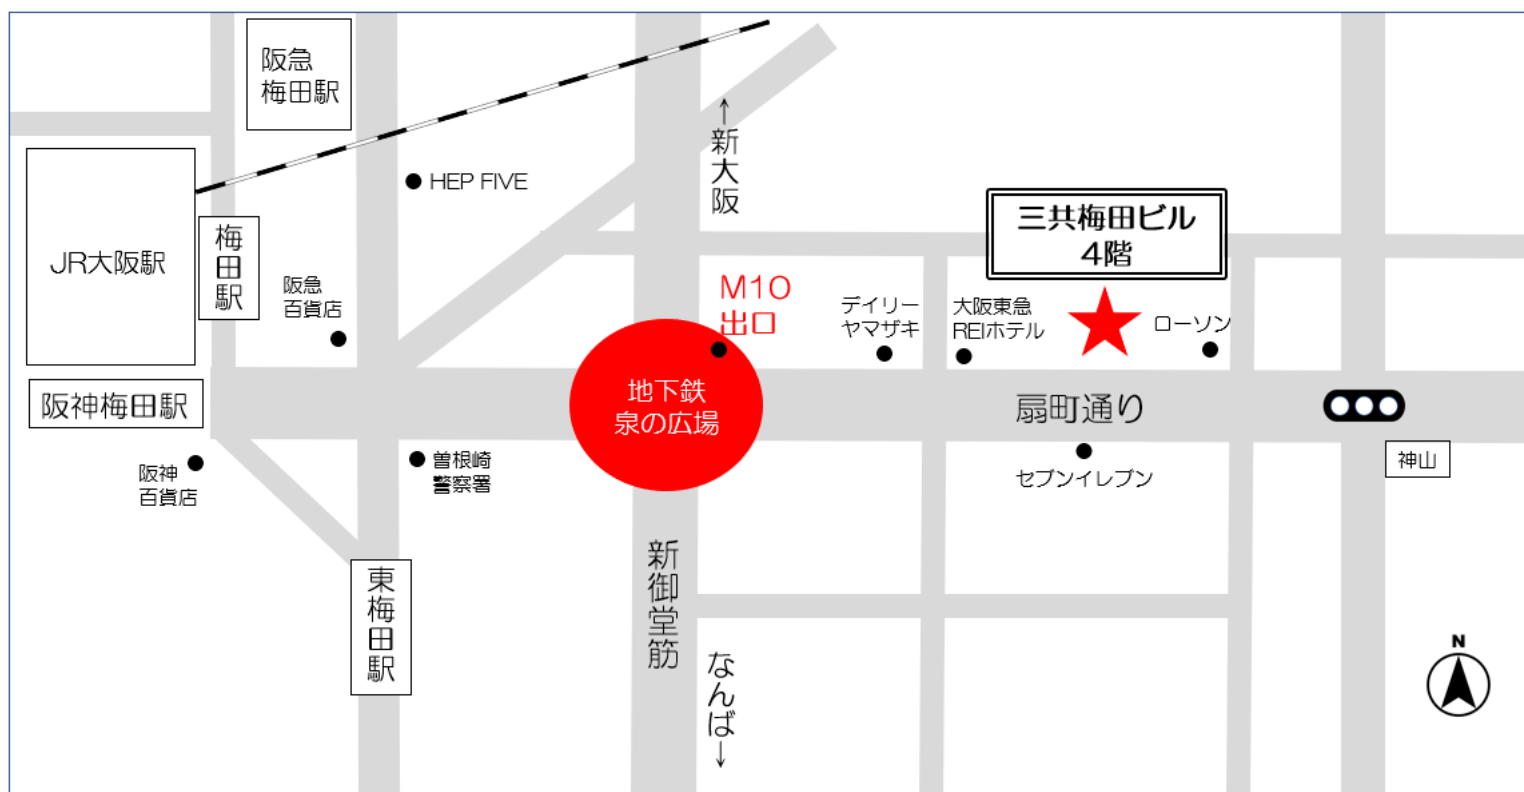 阪急
梅田駅
↑新大阪
HEP FIVE
三共梅田ビル
4階
JR大阪駅
梅田駅
阪急
百貨店
M10
出口
デイリー
ヤマザキ
大阪東急
REIホテル
ローソン
阪神梅田駅
地下鉄
泉の広場
扇町通り
阪神
百貨店
曽根崎
警察署
セブンイレブン
神山
新御堂筋
東梅田駅
なんば↓
N